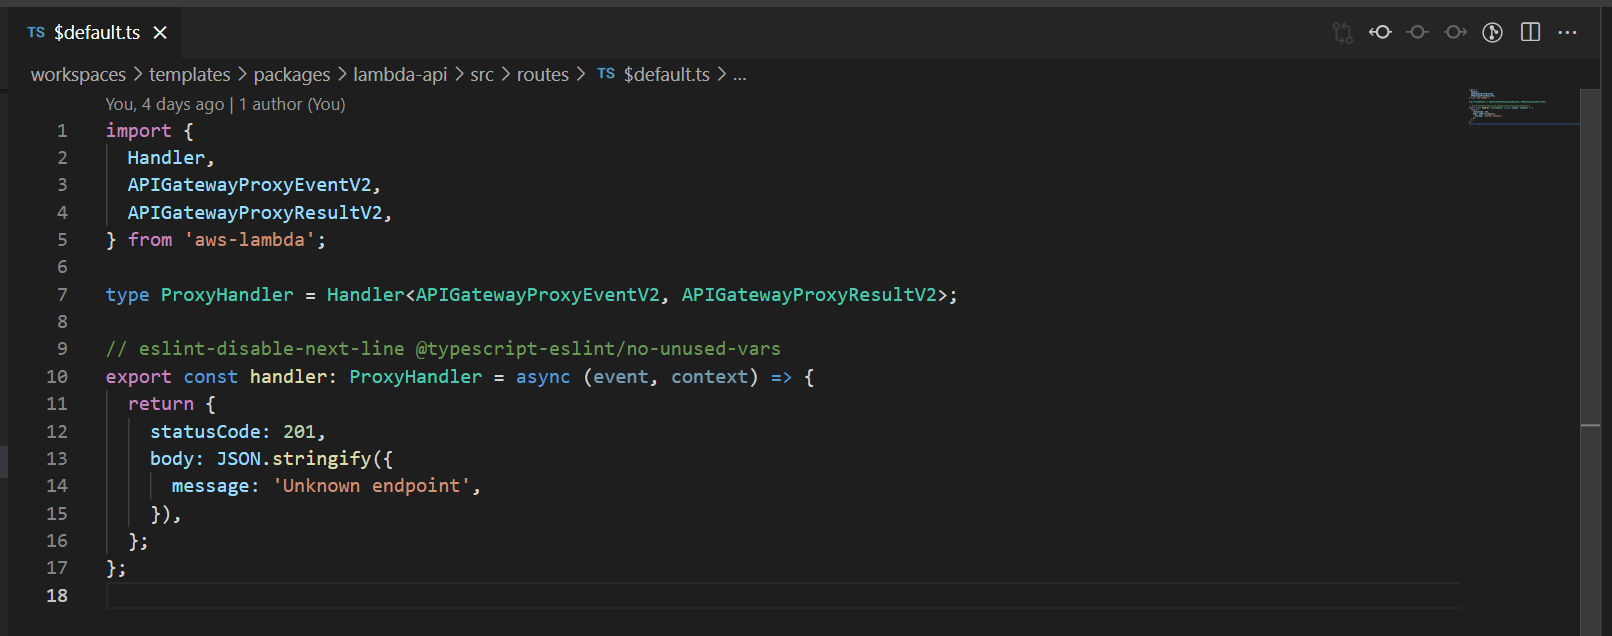 TS $default.ts ×
workspaces > templates > packages > lambda-api > src > routes > TS $default.ts > ...
You, 4 days ago | 1 author (You)
1 import {
2   Handler,
3   APIGatewayProxyEventV2,
4   APIGatewayProxyResultV2,
5 } from 'aws-lambda';
6
7 type ProxyHandler = Handler<APIGatewayProxyEventV2, APIGatewayProxyResultV2>;
8
9 // eslint-disable-next-line @typescript-eslint/no-unused-vars
10 export const handler: ProxyHandler = async (event, context) => {
11   return {
12     statusCode: 201,
13     body: JSON.stringify({
14       message: 'Unknown endpoint',
15     }),
16   };
17 };
18